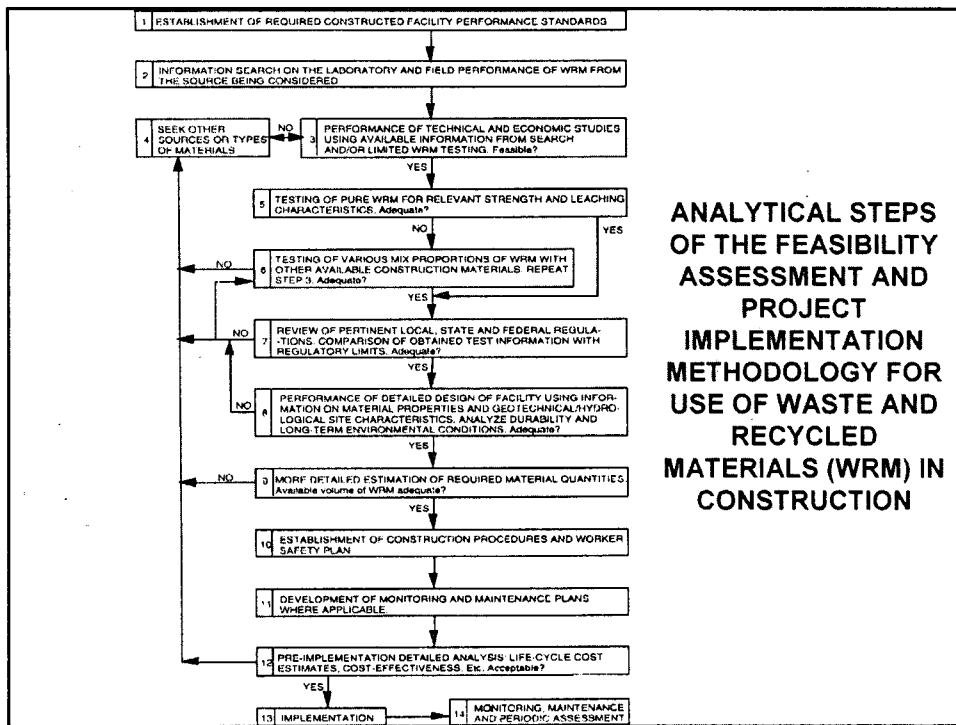 1 ESTABLISHMENT OF REQUIRED CONSTRUCTED FACILITY PERFORMANCE STANDARDS
2 INFORMATION SEARCH ON THE LABORATORY AND FIELD PERFORMANCE OF WRM FROM
THE SOURCE BEING CONSIDERED
4 SEEK OTHER
SOURCES OR TYPES
OF MATERIALS
NO
3 PERFORMANCE OF TECHNICAL AND ECONOMIC STUDIES
USING AVAILABLE INFORMATION FROM SEARCH
AND/OR LIMITED WRM TESTING. Feasible?
YES
5 TESTING OF PURE WRM FOR RELEVANT STRENGTH AND LEACHING
CHARACTERISTICS. Adequate?
NO
YES
NO
6 TESTING OF VARIOUS MIX PROPORTIONS OF WRM WITH
OTHER AVAILABLE CONSTRUCTION MATERIALS. REPEAT
STEP 3. Adequate?
YES
NO
7 REVIEW OF PERTINENT LOCAL, STATE AND FEDERAL REGULA-
-TIONS. COMPARISON OF OBTAINED TEST INFORMATION WITH
REGULATORY LIMITS. Adequate?
YES
NO
8 PERFORMANCE OF DETAILED DESIGN OF FACILITY USING INFOR-
MATION ON MATERIAL PROPERTIES AND GEOTECHNICAL/HYDRO-
LOGICAL SITE CHARACTERISTICS. ANALYZE DURABILITY AND
LONG-TERM ENVIRONMENTAL CONDITIONS. Adequate?
YES
NO
9 MORE DETAILED ESTIMATION OF REQUIRED MATERIAL QUANTITIES.
Available volume of WRM adequate?
YES
10 ESTABLISHMENT OF CONSTRUCTION PROCEDURES AND WORKER
SAFETY PLAN
11 DEVELOPMENT OF MONITORING AND MAINTENANCE PLANS
WHERE APPLICABLE.
12 PRE-IMPLEMENTATION DETAILED ANALYSIS: LIFE-CYCLE COST
ESTIMATES, COST-EFFECTIVENESS. Etc. Acceptable?
YES
13 IMPLEMENTATION
14 MONITORING, MAINTENANCE
AND PERIODIC ASSESSMENT
ANALYTICAL STEPS
OF THE FEASIBILITY
ASSESSMENT AND
PROJECT
IMPLEMENTATION
METHODOLOGY FOR
USE OF WASTE AND
RECYCLED
MATERIALS (WRM) IN
CONSTRUCTION